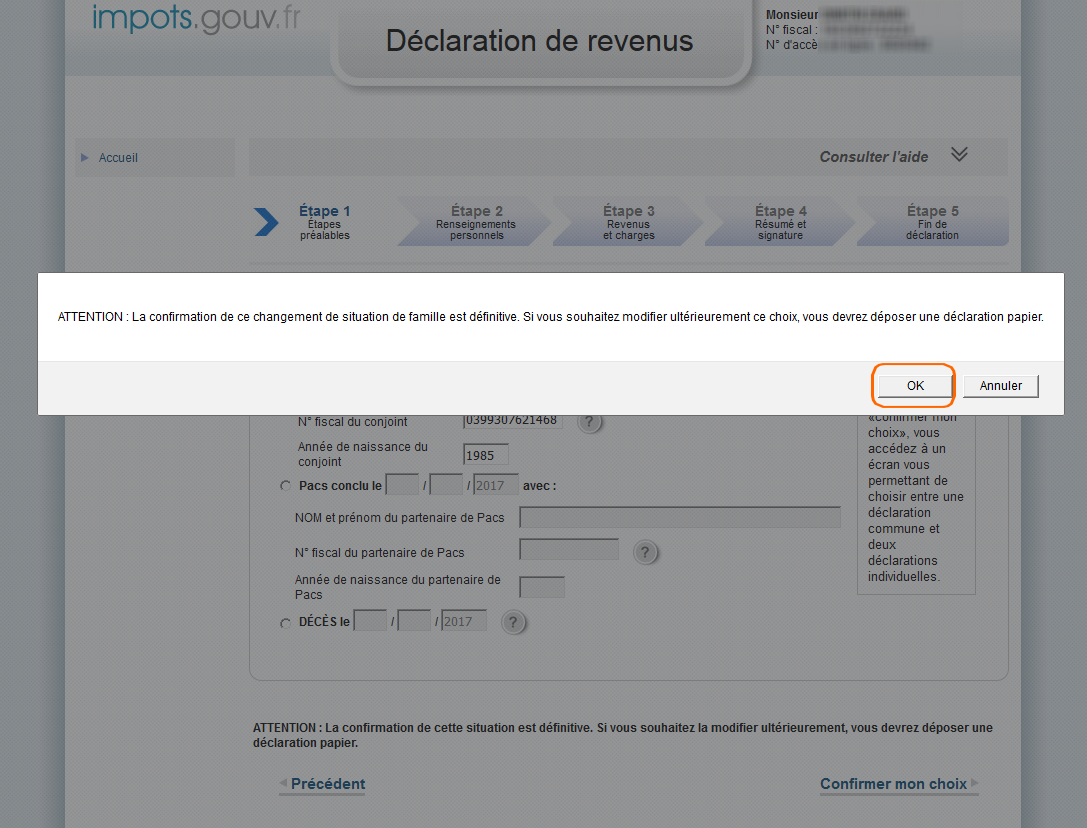 impots.gouv.fr
Déclaration de revenus
Monsieur
N° fiscal :
N° d'accè
Accueil
Consulter l'aide
Étape 1
Étapes
préalables
Étape 2
Renseignements
personnels
Étape 3
Revenus
et charges
Étape 4
Résumé et
signature
Étape 5
Fin de
déclaration
ATTENTION : La confirmation de ce changement de situation de famille est définitive. Si vous souhaitez modifier ultérieurement ce choix, vous devrez déposer une déclaration papier.
OK Annuler
N° fiscal du conjoint 0399307621468 ?
Année de naissance du
conjoint 1985
Pacs conclu le / / 2017 avec :
NOM et prénom du partenaire de Pacs
N° fiscal du partenaire de Pacs ?
Année de naissance du partenaire de
Pacs
DÉCÈS le / / 2017 ?
«confirmer mon
choix», vous
accédez à un
écran vous
permettant de
choisir entre une
déclaration
commune et
deux
déclarations
individuelles.
ATTENTION : La confirmation de cette situation est définitive. Si vous souhaitez la modifier ultérieurement, vous devrez déposer une
déclaration papier.
Précédent
Confirmer mon choix